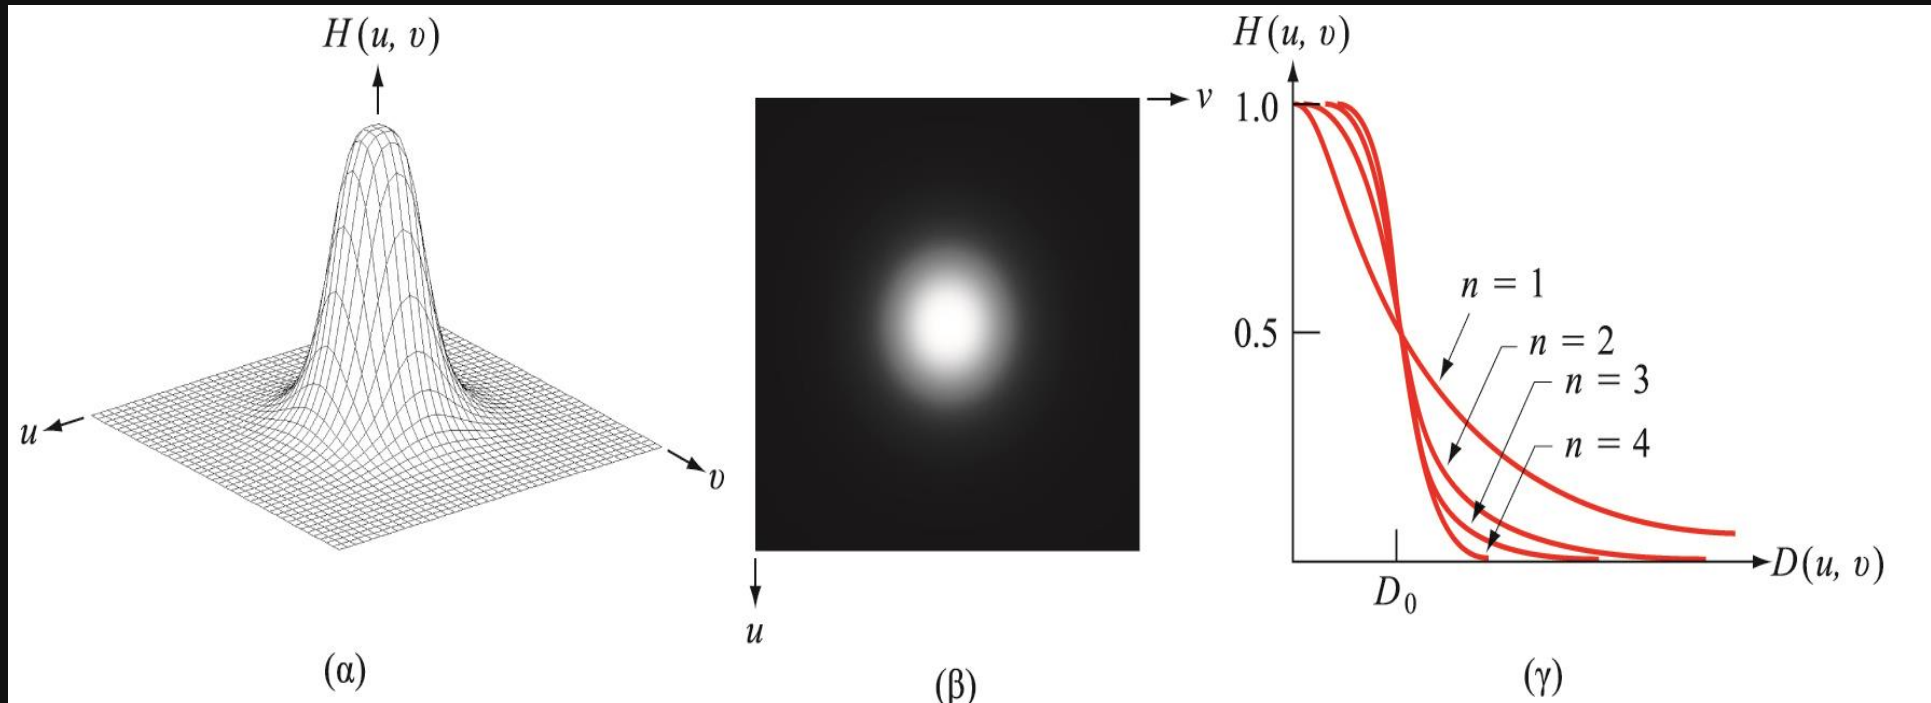 H(u, υ)
u
υ
(α)
v
u
(β)
H(u, υ)
1.0
0.5
n = 1
n = 2
n = 3
n = 4
D₀
D(u, υ)
(γ)